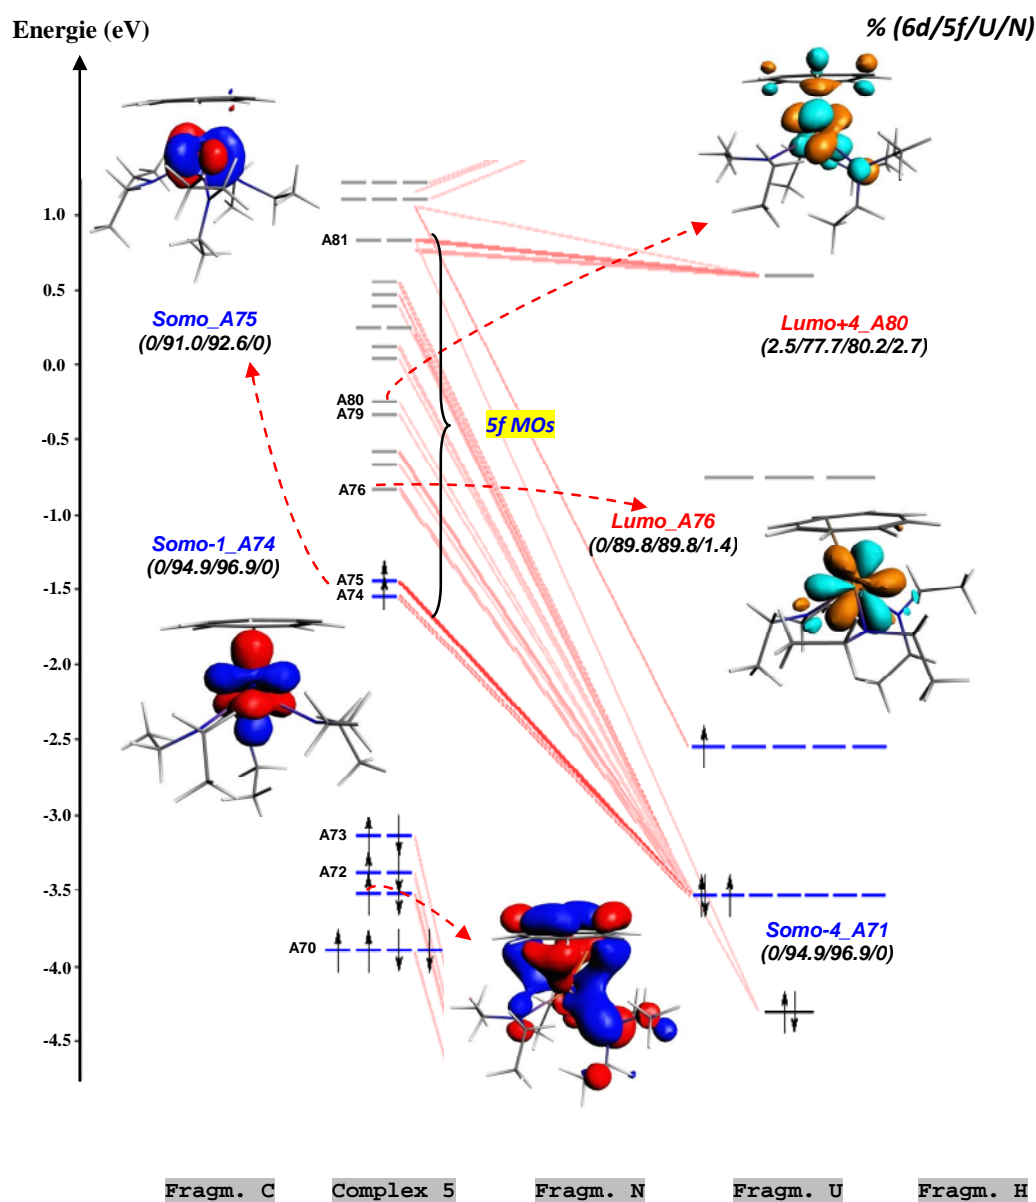 Energie (eV)
% (6d/5f/U/N)
1.0
0.5
0.0
-0.5
-1.0
-1.5
-2.0
-2.5
-3.0
-3.5
-4.0
-4.5
A81
Somo_A75
(0/91.0/92.6/0)
Lumo+4_A80
(2.5/77.7/80.2/2.7)
A80
A79
5f MOs
A76
Lumo_A76
(0/89.8/89.8/1.4)
Somo-1_A74
(0/94.9/96.9/0)
A75
A74
A73
A72
Somo-4_A71
(0/94.9/96.9/0)
A70
Fragm. C
Complex 5
Fragm. N
Fragm. U
Fragm. H